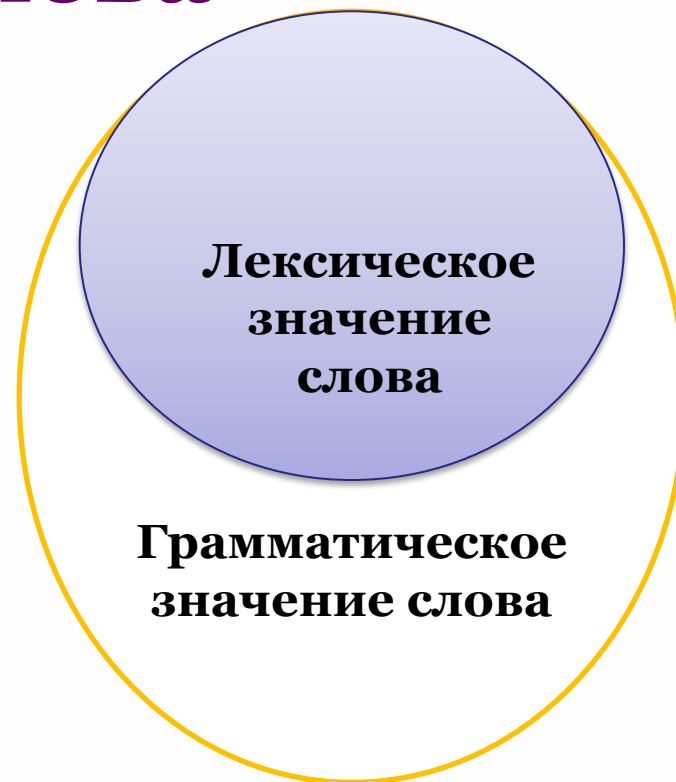 Лексическое
значение
слова
Грамматическое
значение слова